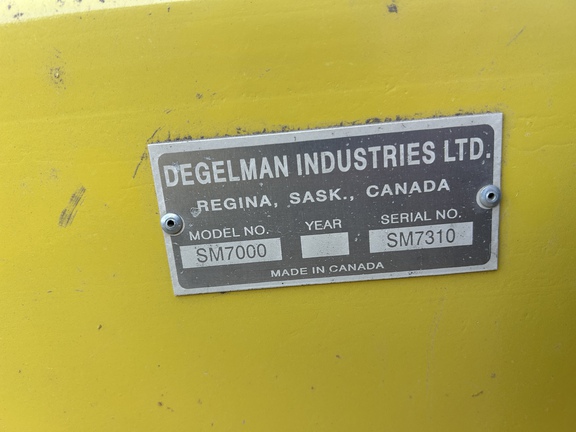 DEGELMAN INDUSTRIES LTD.
REGINA, SASK., CANADA
MODEL NO. YEAR SERIAL NO.
SM7000 SM7310
MADE IN CANADA